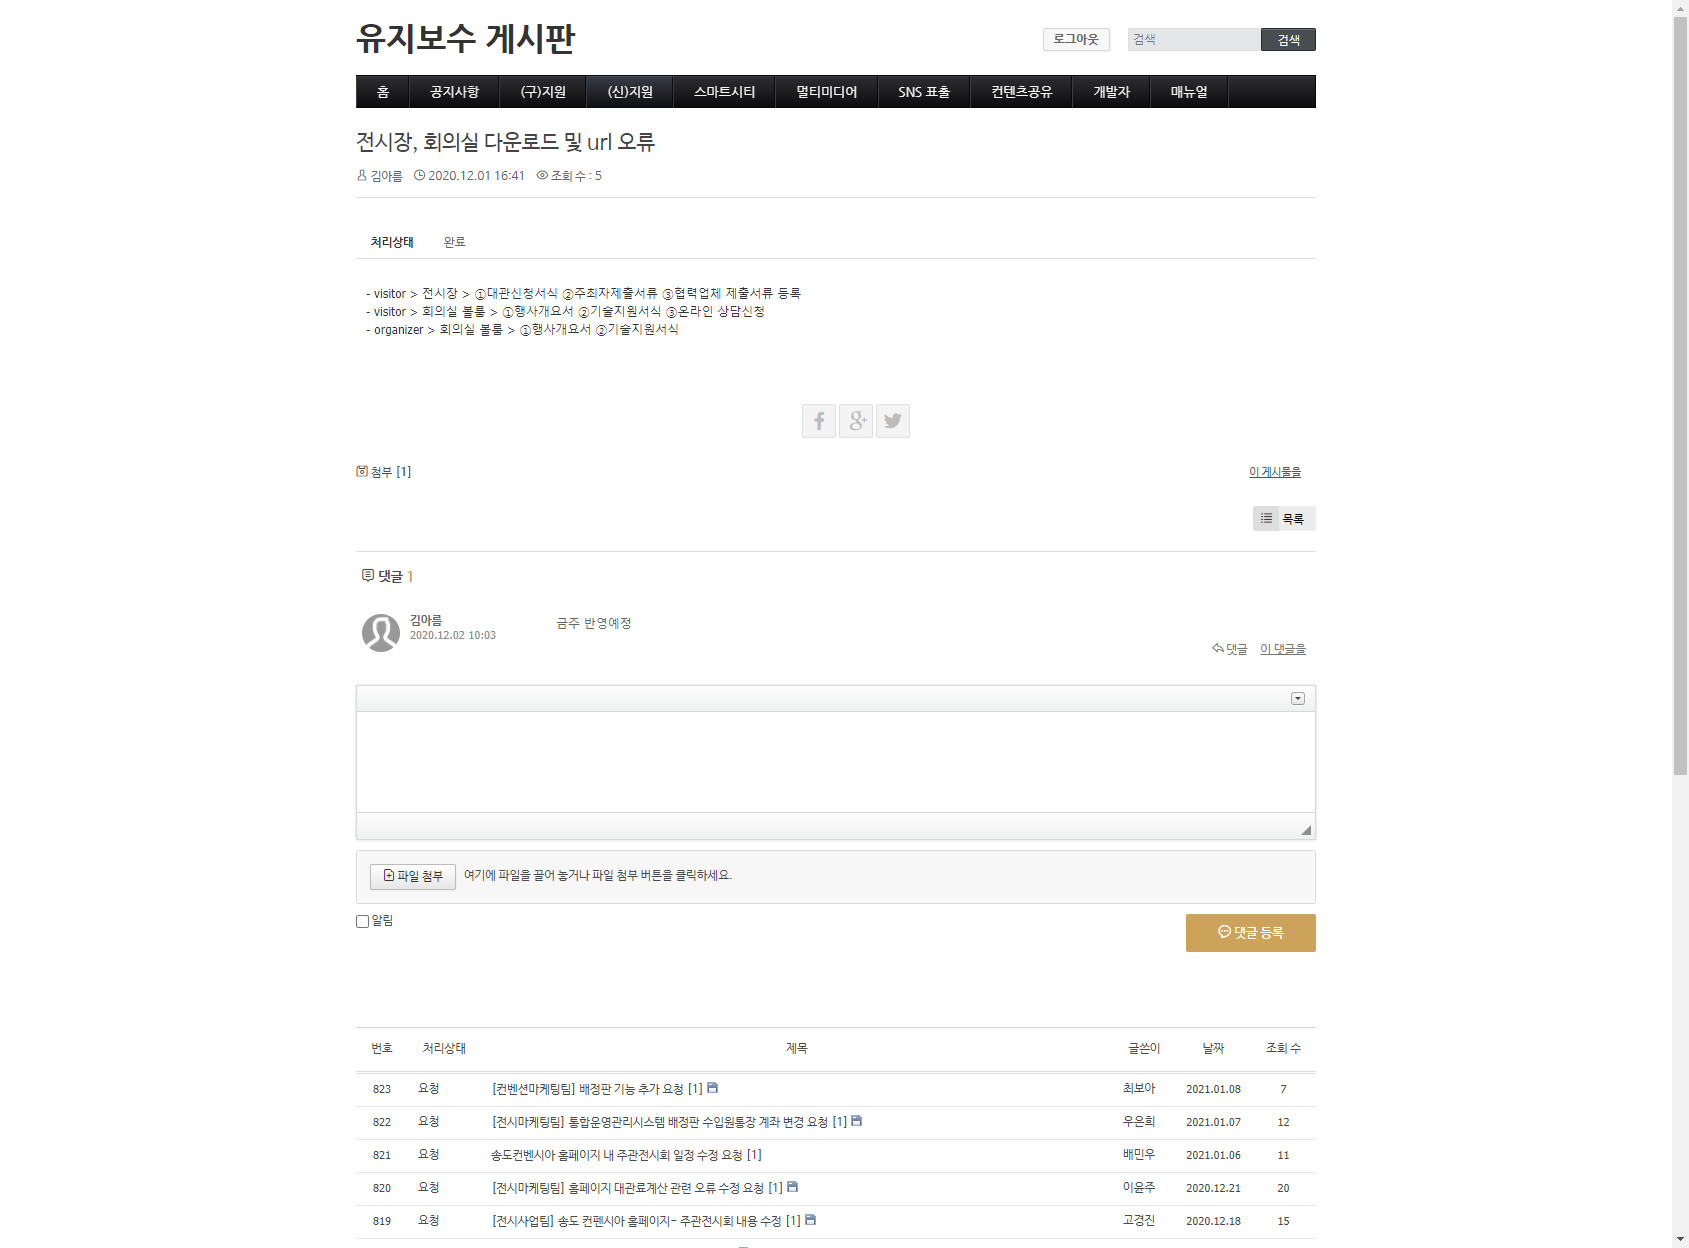 유지보수 게시판
로그아웃 검색 검색
홈 공지사항 (구)지원 (신)지원 스마트시티 멀티미디어 SNS 표출 컨텐츠공유 개발자 매뉴얼
전시장, 회의실 다운로드 및 url 오류
김아름 2020.12.01 16:41 조회 수 : 5
처리상태 완료
- visitor > 전시장 > ①대관신청서식 ②주최자제출서류 ③협력업체 제출서류 등록
- visitor > 회의실 볼룸 > ①행사개요서 ②기술지원서식 ③온라인 상담신청
- organizer > 회의실 볼룸 > ①행사개요서 ②기술지원서식
첨부 [1] 이 게시물을
목록
댓글 1
김아름 금주 반영예정
2020.12.02 10:03
댓글 이 댓글을
파일 첨부 여기에 파일을 끌어 놓거나 파일 첨부 버튼을 클릭하세요.
알림 댓글 등록
번호 처리상태 제목 글쓴이 날짜 조회 수
823 요청 [컨벤션마케팅팀] 배정판 기능 추가 요청 [1] 최보아 2021.01.08 7
822 요청 [전시마케팅팀] 통합운영관리시스템 배정판 수입원통장 계좌 변경 요청 [1] 우은희 2021.01.07 12
821 요청 송도컨벤시아 홈페이지 내 주관전시회 일정 수정 요청 [1] 배민우 2021.01.06 11
820 요청 [전시마케팅팀] 홈페이지 대관료계산 관련 오류 수정 요청 [1] 이윤주 2020.12.21 20
819 요청 [전시사업팀] 송도 컨펜시아 홈페이지- 주관전시회 내용 수정 [1] 고경진 2020.12.18 15